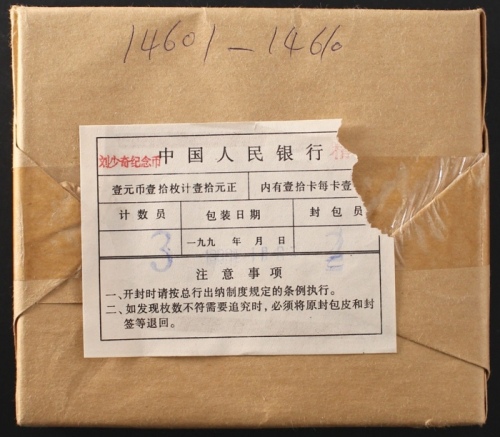 14601-14610
刘少奇纪念币 中国人民银行
壹元币壹拾枚计壹拾元正 内有壹拾卡每卡壹
计数员 包装日期 封包员
3 一九九 年 月 日
注意事项
一、开封时请按总行出纳制度规定的条例执行。
二、如发现枚数不符需要追究时,必须将原封包皮和封
签等退回。